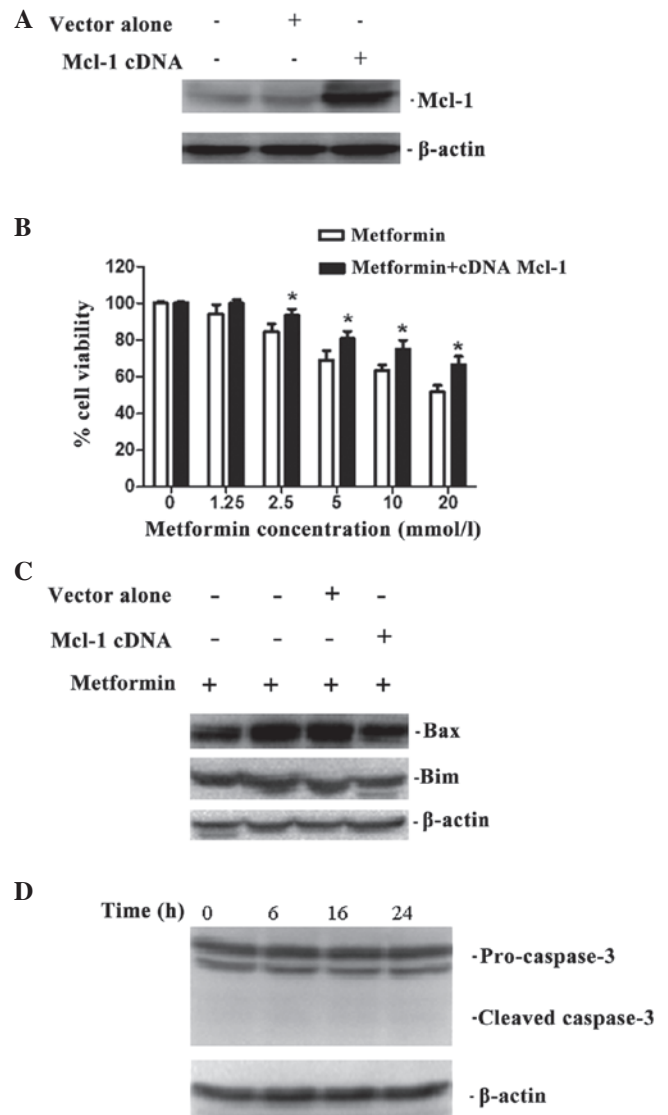 A
Vector alone - + -
Mcl-1 cDNA - - +
-Mcl-1
-β-actin
B
Metformin
Metformin+cDNA Mcl-1
120
100
80
60
40
20
0
% cell viability
* * * *
0 1.25 2.5 5 10 20
Metformin concentration (mmol/l)
C
Vector alone - - + -
Mcl-1 cDNA - - - +
Metformin + + + +
-Bax
-Bim
-β-actin
D
Time (h) 0 6 16 24
-Pro-caspase-3
-Cleaved caspase-3
-β-actin